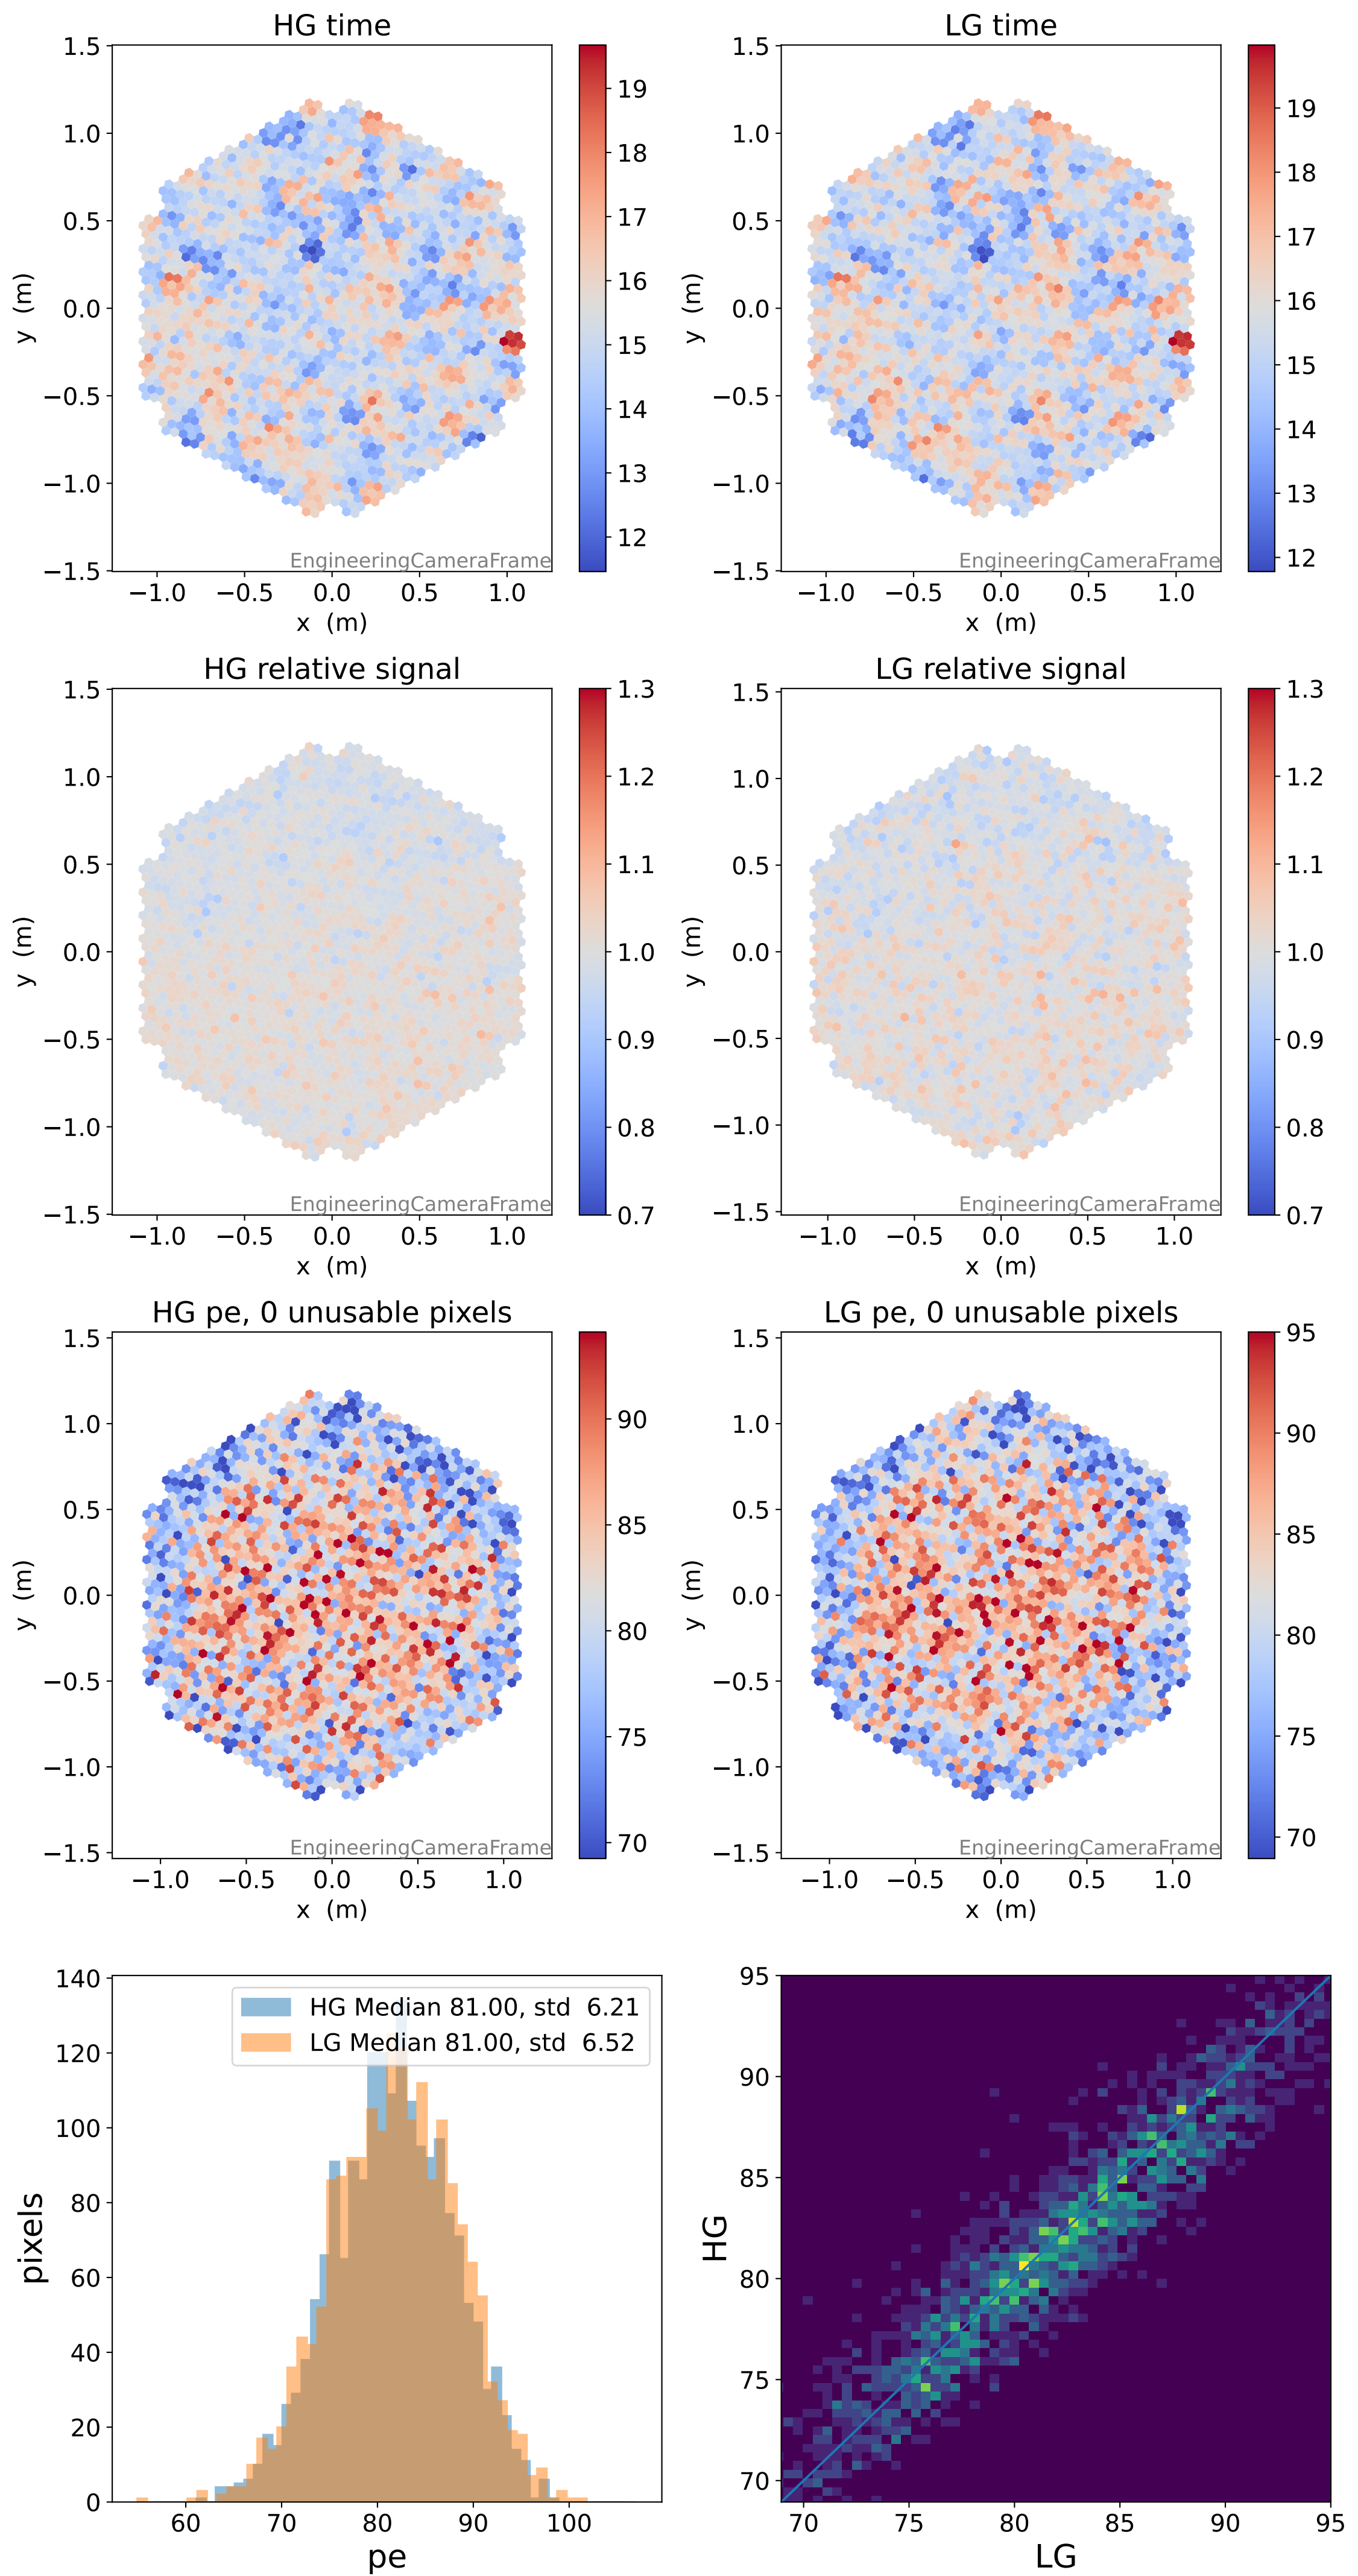 HG time
LG time
1.5
1.0
0.5
0.0
−0.5
−1.0
−1.5
y (m)
−1.0 −0.5 0.0 0.5 1.0
x (m)
EngineeringCameraFrame
19
18
17
16
15
14
13
12
1.5
1.0
0.5
0.0
−0.5
−1.0
−1.5
y (m)
−1.0 −0.5 0.0 0.5 1.0
x (m)
EngineeringCameraFrame
19
18
17
16
15
14
13
12
HG relative signal
LG relative signal
1.5
1.0
0.5
0.0
−0.5
−1.0
−1.5
y (m)
−1.0 −0.5 0.0 0.5 1.0
x (m)
EngineeringCameraFrame
1.3
1.2
1.1
1.0
0.9
0.8
0.7
1.5
1.0
0.5
0.0
−0.5
−1.0
−1.5
y (m)
−1.0 −0.5 0.0 0.5 1.0
x (m)
EngineeringCameraFrame
1.3
1.2
1.1
1.0
0.9
0.8
0.7
HG pe, 0 unusable pixels
LG pe, 0 unusable pixels
1.5
1.0
0.5
0.0
−0.5
−1.0
−1.5
y (m)
−1.0 −0.5 0.0 0.5 1.0
x (m)
EngineeringCameraFrame
90
85
80
75
70
1.5
1.0
0.5
0.0
−0.5
−1.0
−1.5
y (m)
−1.0 −0.5 0.0 0.5 1.0
x (m)
EngineeringCameraFrame
95
90
85
80
75
70
140
120
100
80
60
40
20
0
pixels
HG Median 81.00, std 6.21
LG Median 81.00, std 6.52
60 70 80 90 100
pe
95
90
85
80
75
70
HG
70 75 80 85 90 95
LG